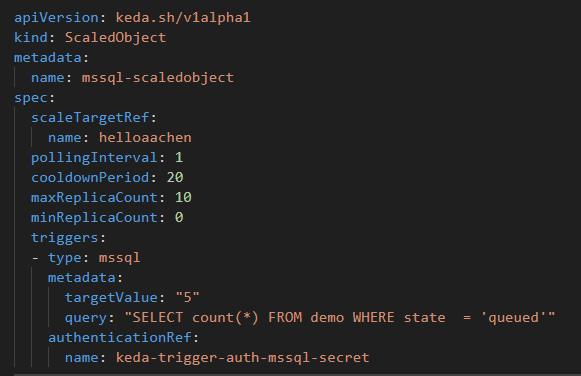 apiVersion: keda.sh/v1alpha1
kind: ScaledObject
metadata:
  name: mssql-scaledobject
spec:
  scaleTargetRef:
    name: helloaachen
  pollingInterval: 1
  cooldownPeriod: 20
  maxReplicaCount: 10
  minReplicaCount: 0
  triggers:
  - type: mssql
    metadata:
      targetValue: "5"
      query: "SELECT count(*) FROM demo WHERE state  = 'queued'"
    authenticationRef:
      name: keda-trigger-auth-mssql-secret